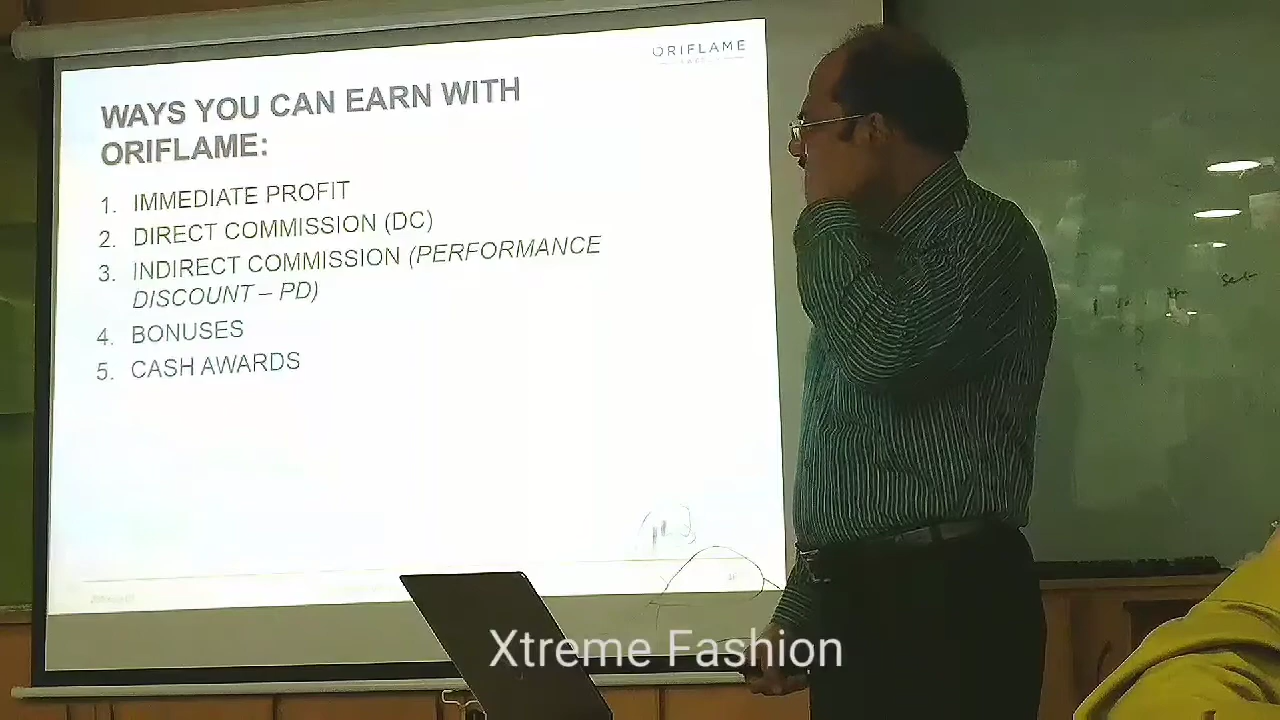 ORIFLAME
WAYS YOU CAN EARN WITH
ORIFLAME:
1. IMMEDIATE PROFIT
2. DIRECT COMMISSION (DC)
3. INDIRECT COMMISSION (PERFORMANCE
DISCOUNT – PD)
4. BONUSES
5. CASH AWARDS
Xtreme Fashion